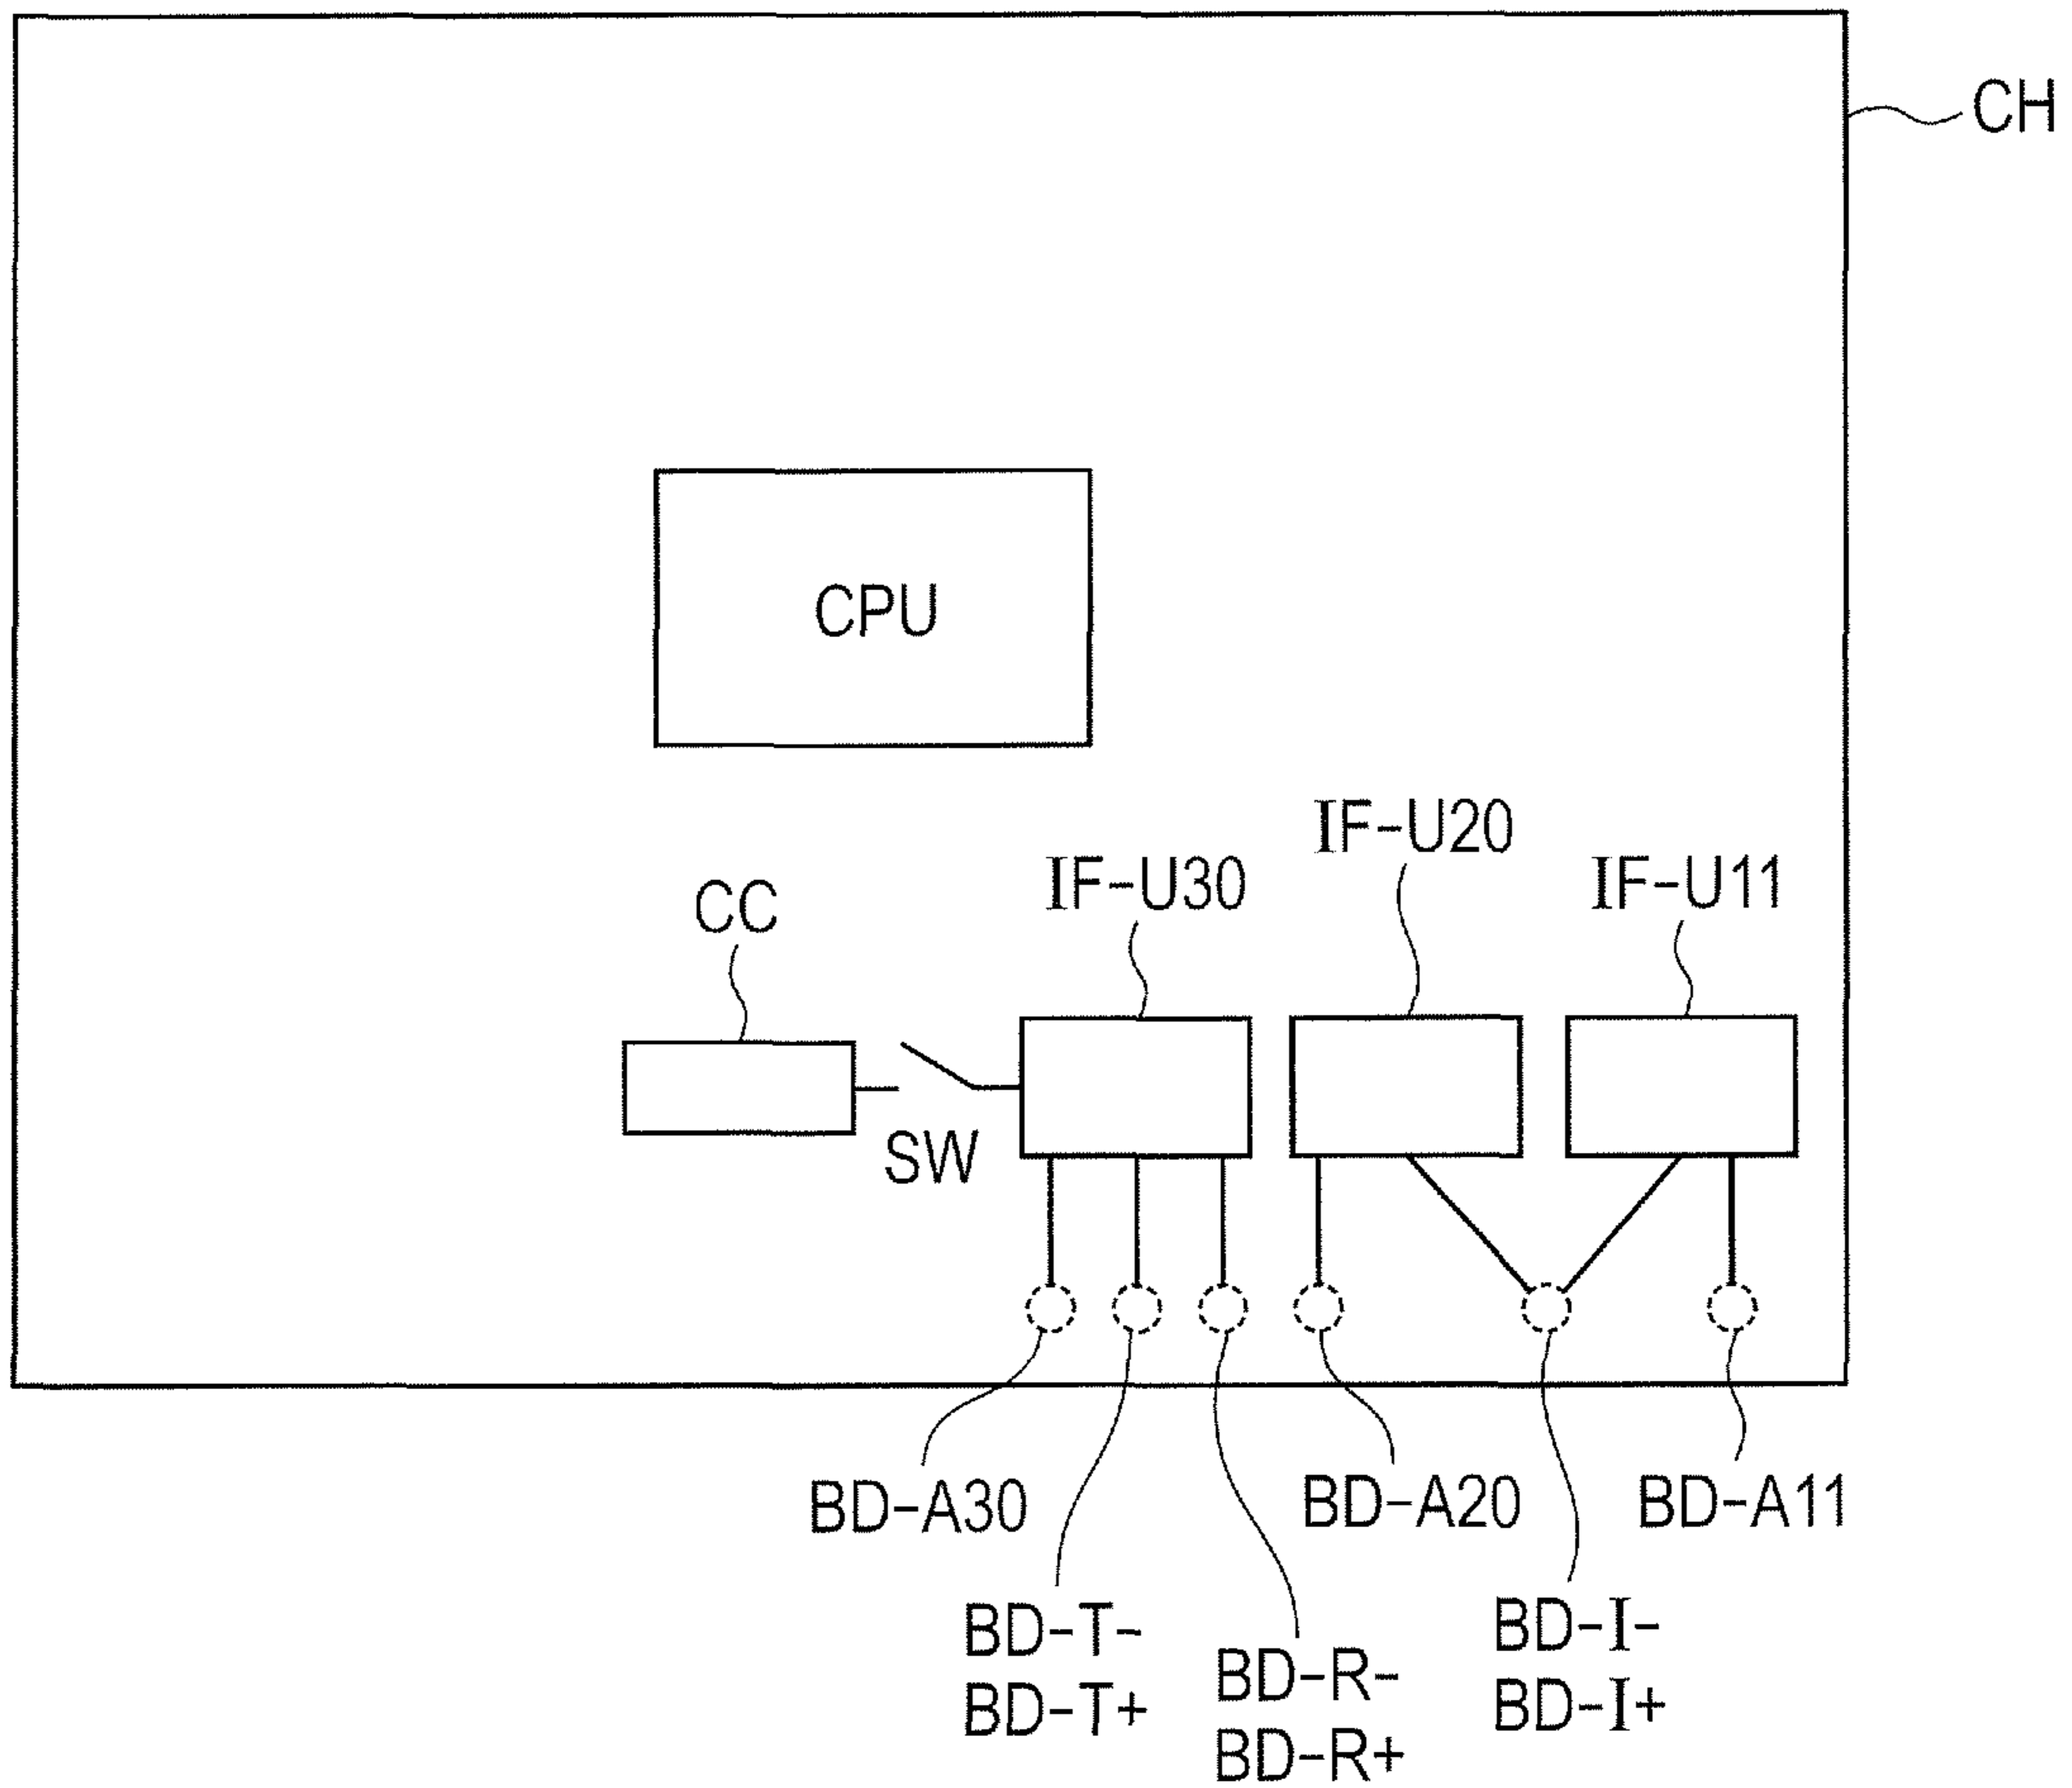 CH
CPU
IF-U20
IF-U30
IF-U11
CC
SW
BD-A30
BD-A20
BD-A11
BD-T-
BD-T+
BD-R-
BD-R+
BD-I-
BD-I+